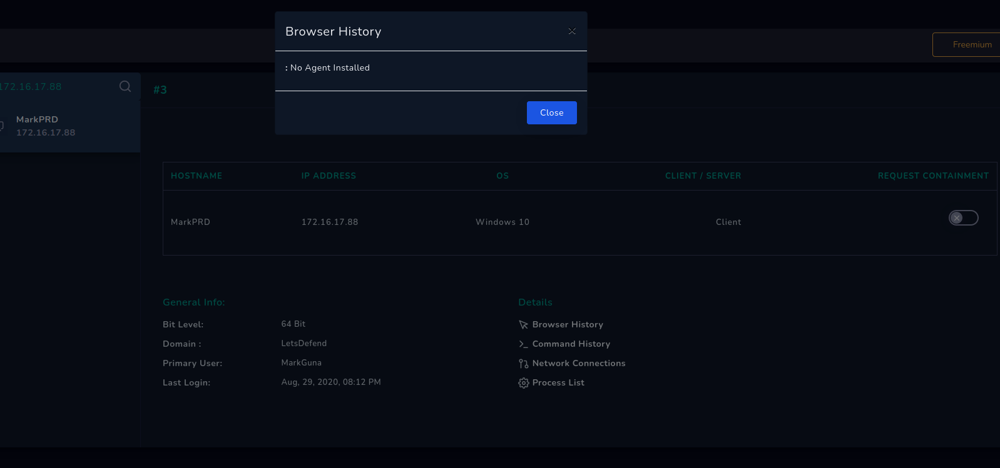 Browser History
: No Agent Installed
Close
Freemium
172.16.17.88
MarkPRD
172.16.17.88
#3
HOSTNAME IP ADDRESS OS CLIENT / SERVER REQUEST CONTAINMENT
MarkPRD 172.16.17.88 Windows 10 Client
General Info:
Bit Level: 64 Bit
Domain : LetsDefend
Primary User: MarkGuna
Last Login: Aug, 29, 2020, 08:12 PM
Details
Browser History
Command History
Network Connections
Process List